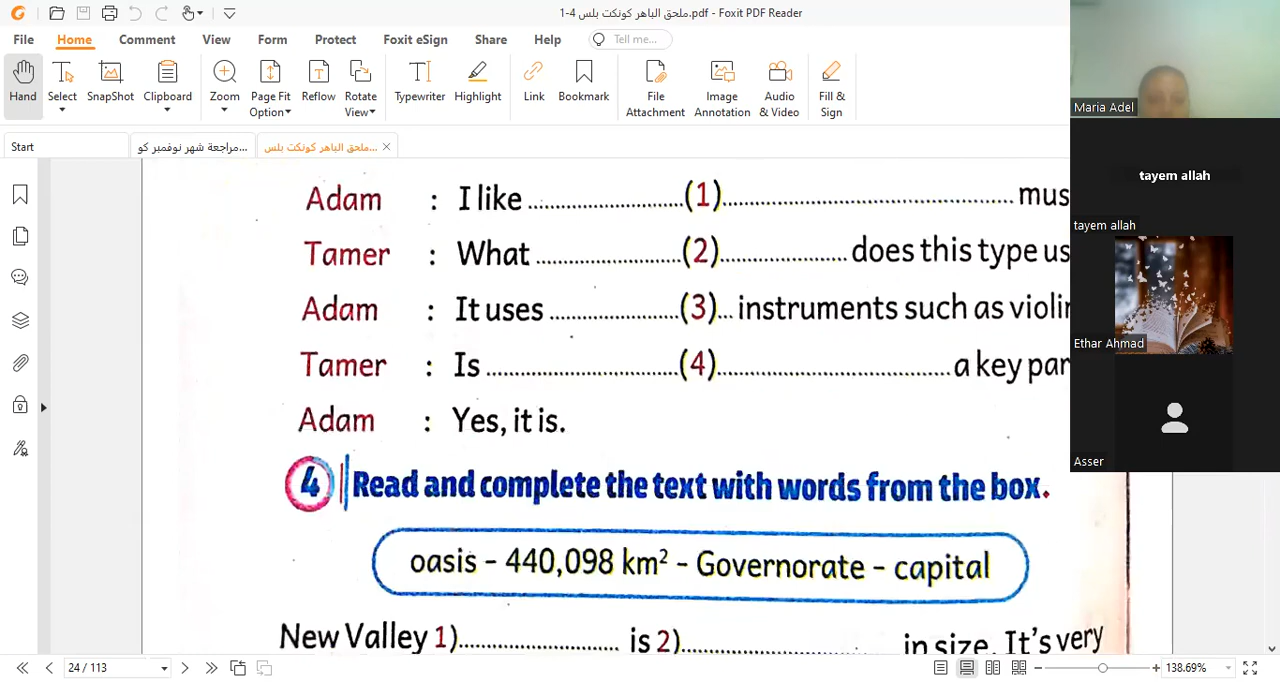 ملحق الباهر كونكت بلس 4-1.pdf - Foxit PDF Reader
File Home Comment View Form Protect Foxit eSign Share Help Tell me...
Hand Select SnapShot Clipboard Zoom Page Fit Option Reflow Rotate View Typewriter Highlight Link Bookmark File Attachment Image Annotation Audio & Video Fill & Sign
Start
مراجعة شهر نوفمبر كو...
ملحق الباهر كونكت بلس...
Maria Adel
tayem allah
tayem allah
Ethar Ahmad
Asser
Adam : I like ................(1)................ mus
Tamer : What ................(2)................ does this type us
Adam : It uses ................(3).. instruments such as violin
Tamer : Is ................(4)................ a key par
Adam : Yes, it is.
4 Read and complete the text with words from the box.
oasis - 440,098 km² - Governorate - capital
New Valley 1)................ is 2)................ in size. It's very
24 / 113
138.69%